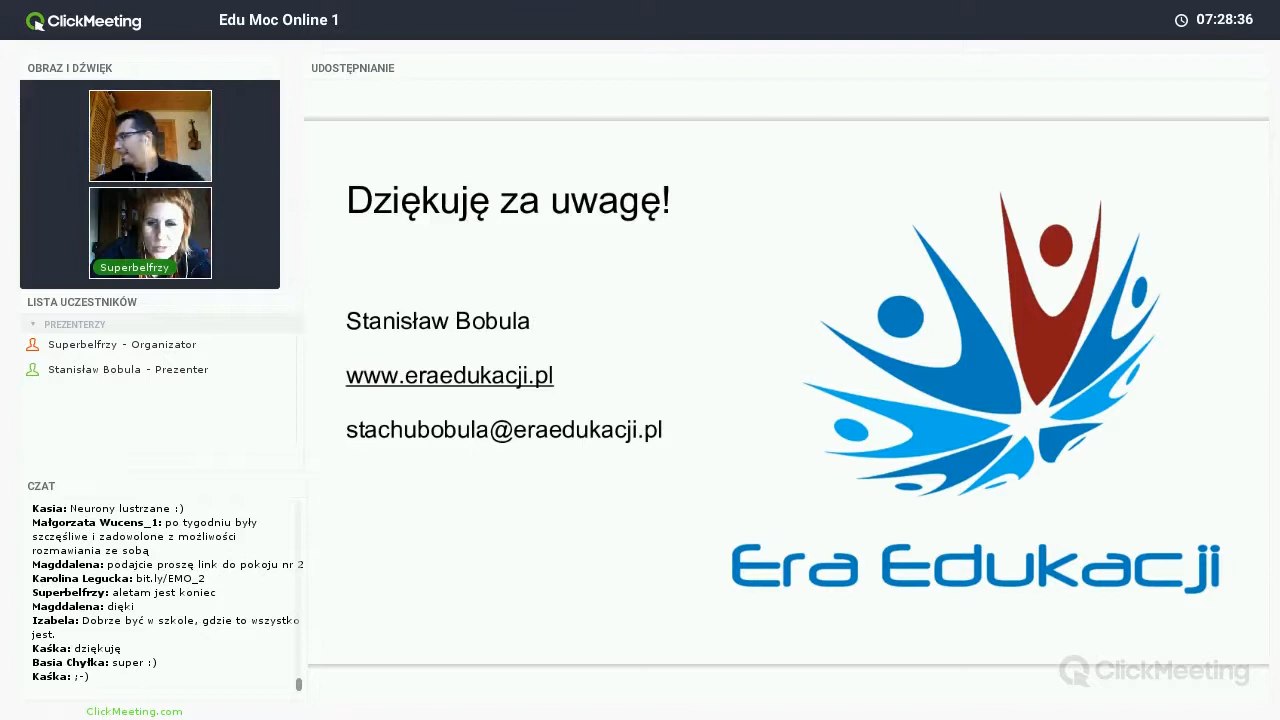 ClickMeeting
Edu Moc Online 1
07:28:36
OBRAZ I DŹWIĘK
Superbelfrzy
LISTA UCZESTNIKÓW
PREZENTERZY
Superbelfrzy - Organizator
Stanisław Bobula - Prezenter
CZAT
Kasia: Neurony lustrzane :)
Małgorzata Wucens_1: po tygodniu były
szczęśliwe i zadowolone z możliwości
rozmawiania ze sobą
Magddalena: podajcie proszę link do pokoju nr 2
Karolina Legucka: bit.ly/EMO_2
Superbelfrzy: aletam jest koniec
Magddalena: dięki
Izabela: Dobrze być w szkole, gdzie to wszystko
jest.
Kaśka: dziękuję
Basia Chyłka: super :)
Kaśka: ;-)
ClickMeeting.com
UDOSTĘPNIANIE
Dziękuję za uwagę!
Stanisław Bobula
www.eraedukacji.pl
stachubobula@eraedukacji.pl
Era Edukacji
ClickMeeting